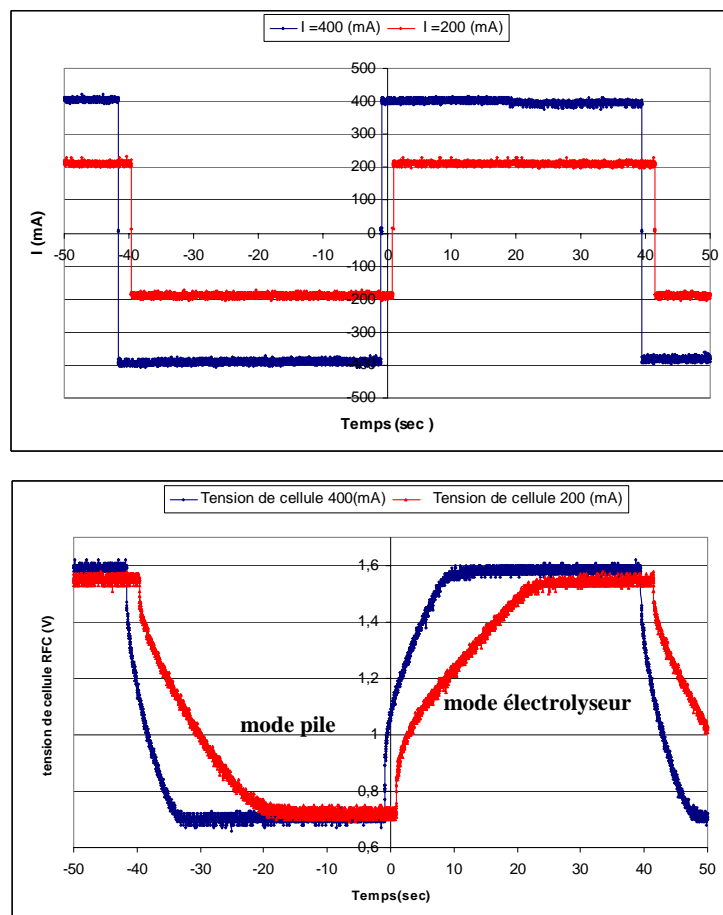 I =400 (mA) I =200 (mA)
500
400
300
200
100
0
-100
-200
-300
-400
-500
-50 -40 -30 -20 -10 0 10 20 30 40 50
I (mA)
Temps (sec )
Tension de cellule 400(mA) Tension de cellule 200 (mA)
1,6
1,4
1,2
1
0,8
0,6
tension de cellule RFC (V)
mode pile
mode électrolyseur
-50 -40 -30 -20 -10 0 10 20 30 40 50
Temps(sec)